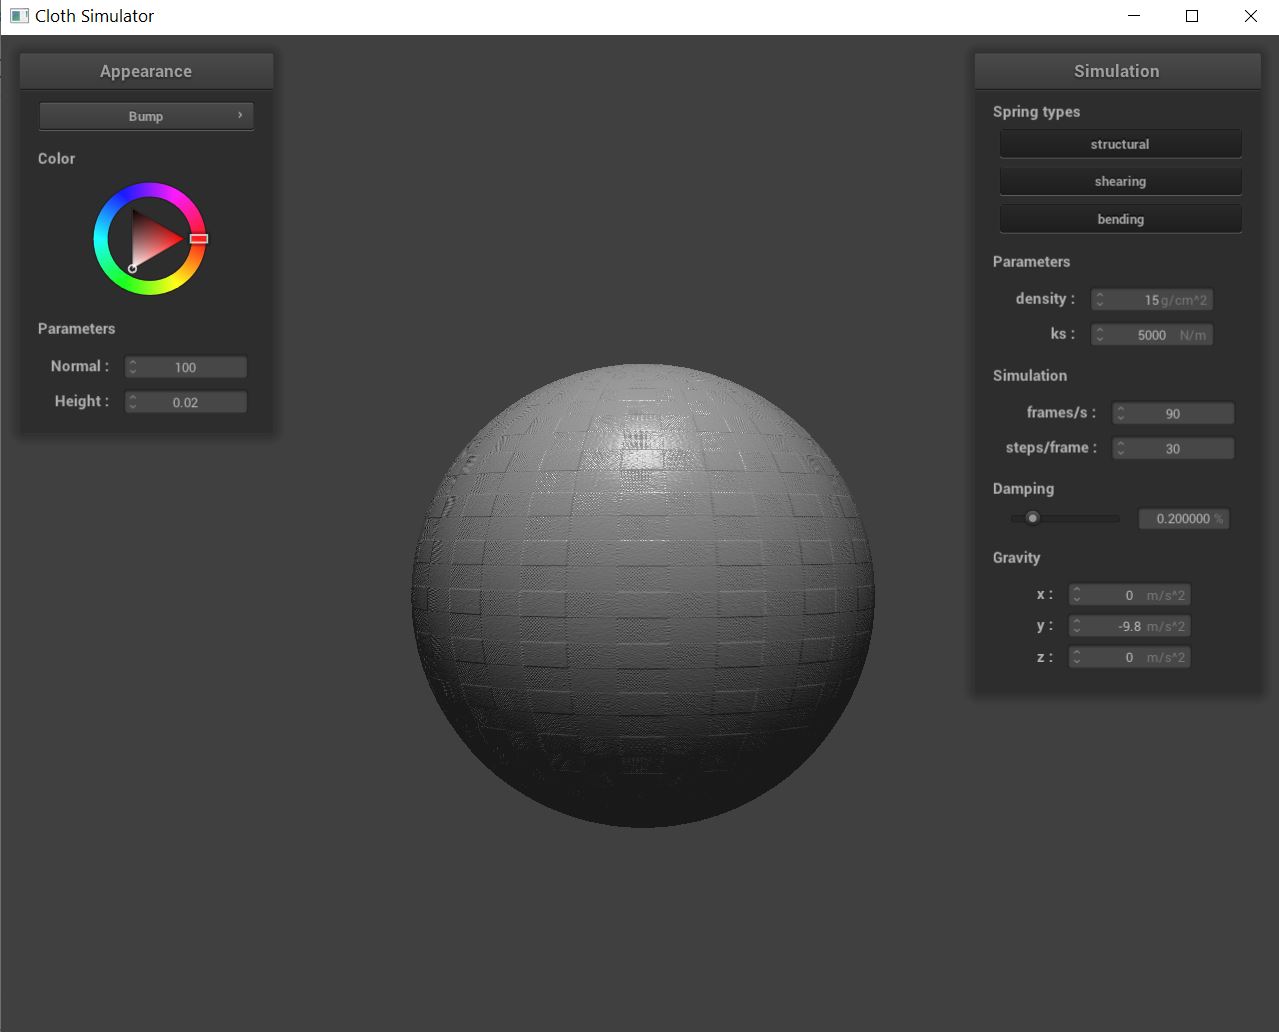 Cloth Simulator
Appearance
Bump
Color
Parameters
Normal : 100
Height : 0.02
Simulation
Spring types
structural
shearing
bending
Parameters
density : 15 g/cm^2
ks : 5000 N/m
Simulation
frames/s : 90
steps/frame : 30
Damping
0.200000 %
Gravity
x : 0 m/s^2
y : -9.8 m/s^2
z : 0 m/s^2